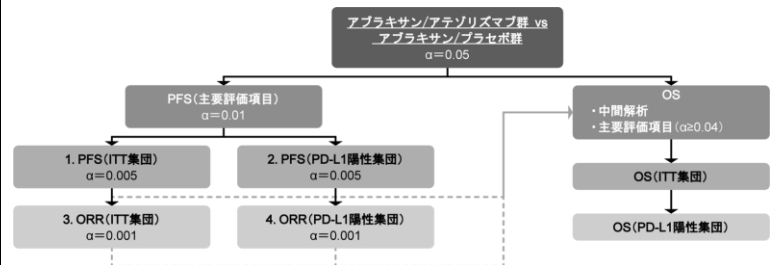 アブラキサン/アテゾリズマブ群 vs
アブラキサン/プラセボ群
α＝0.05
PFS(主要評価項目)
α＝0.01
OS
・中間解析
・主要評価項目(α≥0.04)
1. PFS(ITT集団)
α＝0.005
2. PFS(PD-L1陽性集団)
α＝0.005
OS(ITT集団)
3. ORR(ITT集団)
α＝0.001
4. ORR(PD-L1陽性集団)
α＝0.001
OS(PD-L1陽性集団)